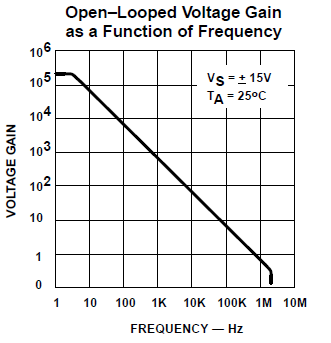 Open–Looped Voltage Gain
as a Function of Frequency
10⁶
10⁵
10⁴
10³
10²
10
1
0
VOLTAGE GAIN
VS = ± 15V
TA = 25ºC
1 10 100 1K 10K 100K 1M 10M
FREQUENCY — Hz